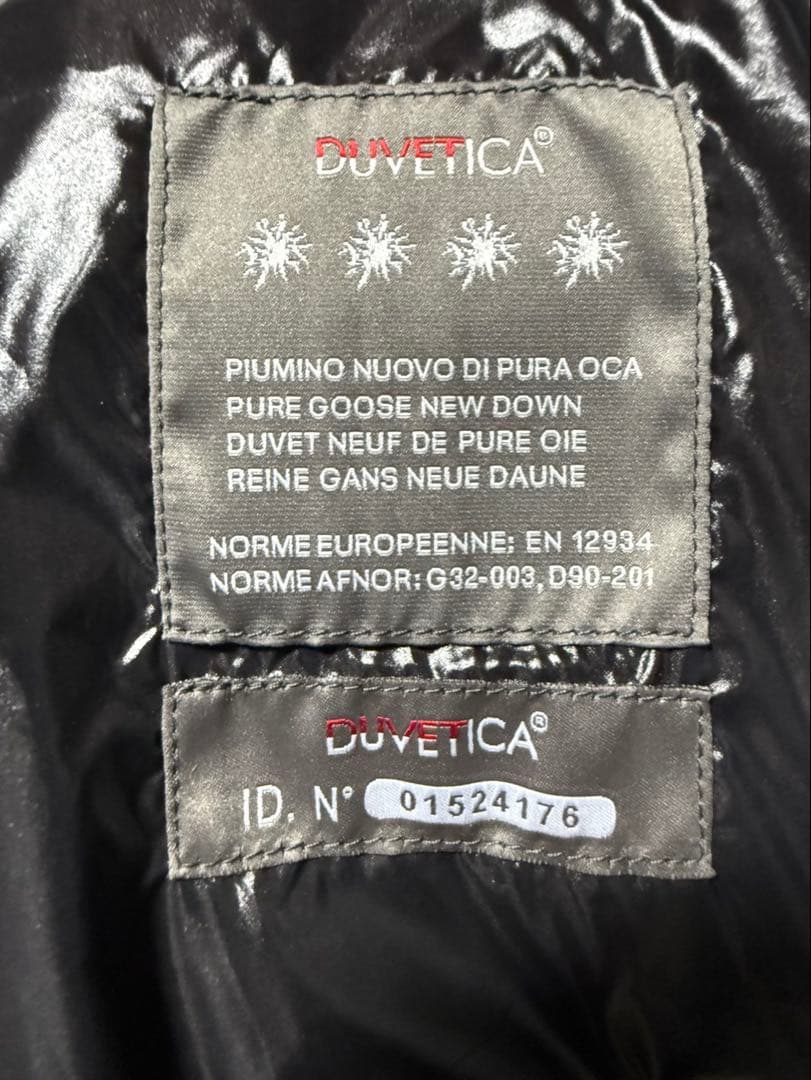 DUVETICA®
PIUMINO NUOVO DI PURA OCA
PURE GOOSE NEW DOWN
DUVET NEUF DE PURE OIE
REINE GANS NEUE DAUNE
NORME EUROPEENNE: EN 12934
NORME AFNOR: G32-003, D90-201
DUVETICA®
ID. N° 01524176